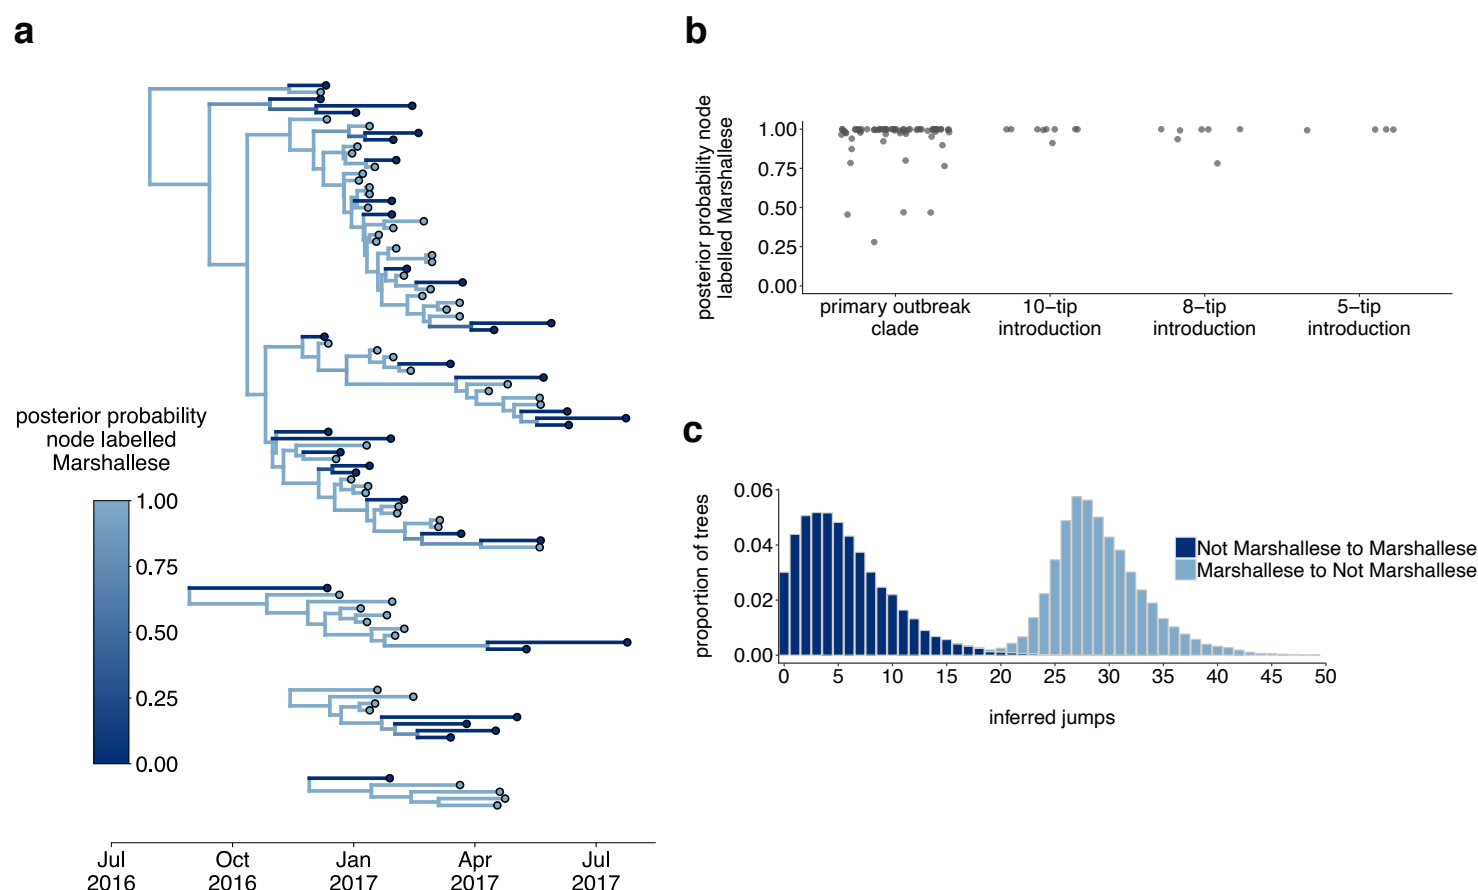 a
posterior probability
node labelled
Marshallese
1.00
0.75
0.50
0.25
0.00
Jul
2016
Oct
2016
Jan
2017
Apr
2017
Jul
2017
b
posterior probability node
labelled Marshallese
1.00
0.75
0.50
0.25
0.00
primary outbreak
clade
10−tip
introduction
8−tip
introduction
5−tip
introduction
c
proportion of trees
0.06
0.04
0.02
0.00
0
5
10
15
20
25
30
35
40
45
50
inferred jumps
Not Marshallese to Marshallese
Marshallese to Not Marshallese